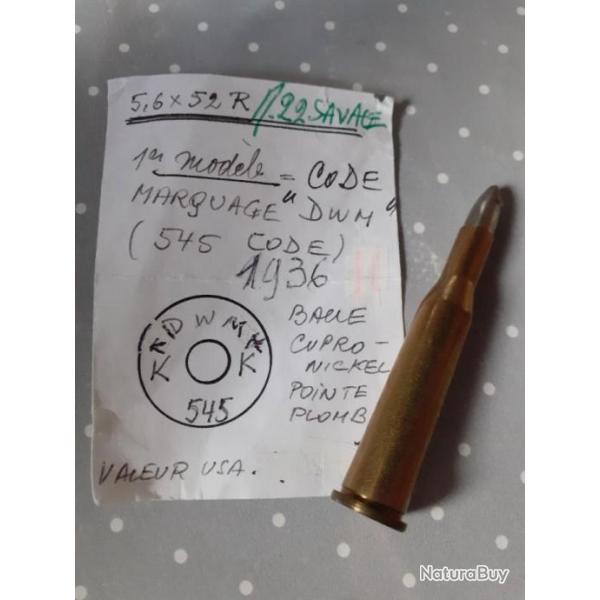 5,6 x 52 R /.22 SAVAGE
1er modèle = CODE
MARQUAGE "DWM"
(545 CODE)
1936 H
BALLE
CUPRO-
NICKEL
POINTE
PLOMB
K K D W M K K
545
VALEUR USA.
NaturaBuy